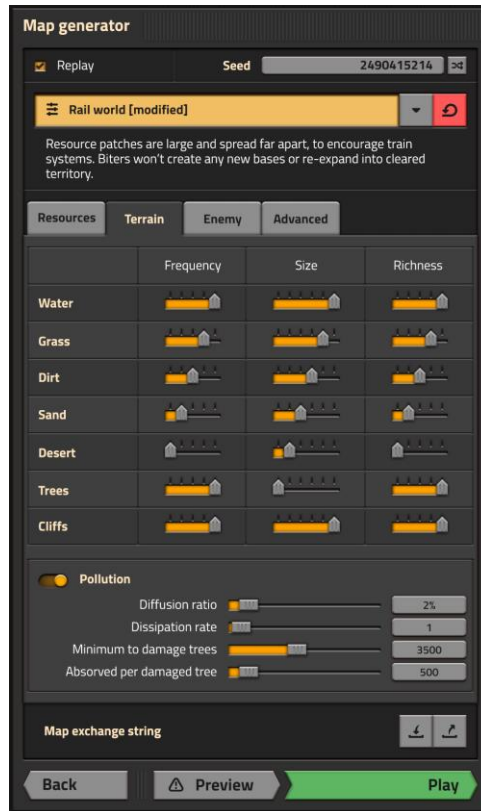 Map generator
Replay Seed 2490415214
Rail world [modified]
Resource patches are large and spread far apart, to encourage train
systems. Biters won't create any new bases or re-expand into cleared
territory.
Resources Terrain Enemy Advanced
Frequency Size Richness
Water
Grass
Dirt
Sand
Desert
Trees
Cliffs
Pollution
Diffusion ratio 2%
Dissipation rate 1
Minimum to damage trees 3500
Absorved per damaged tree 500
Map exchange string
Back Preview Play